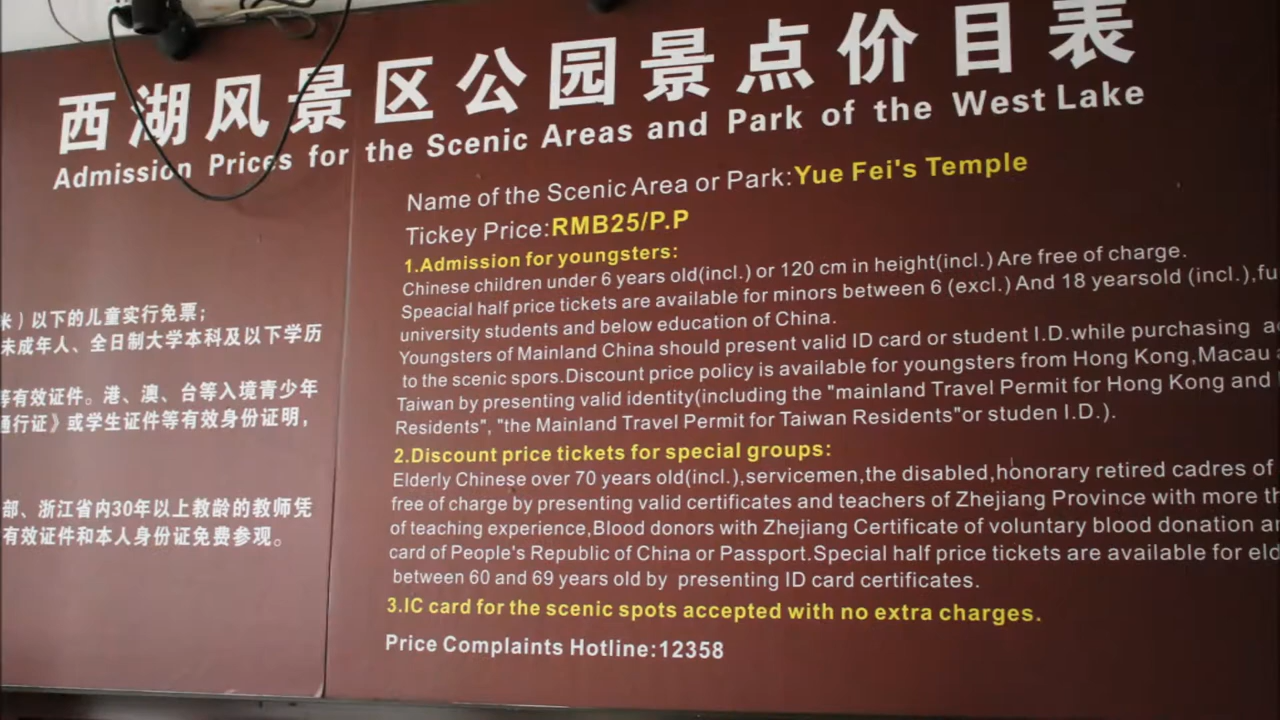 西湖风景区公园景点价目表
Admission Prices for the Scenic Areas and Park of the West Lake
米）以下的儿童实行免票；
未成年人、全日制大学本科及以下学历
等有效证件。港、澳、台等入境青少年
通行证》或学生证件等有效身份证明，
部、浙江省内30年以上教龄的教师凭
有效证件和本人身份证免费参观。
Name of the Scenic Area or Park:Yue Fei's Temple
Tickey Price:RMB25/P.P
1.Admission for youngsters:
Chinese children under 6 years old(incl.) or 120 cm in height(incl.) Are free of charge.
Speacial half price tickets are available for minors between 6 (excl.) And 18 yearsold (incl.),fu
university students and below education of China.
Youngsters of Mainland China should present valid ID card or student I.D.while purchasing
to the scenic spors.Discount price policy is available for youngsters from Hong Kong,Macau
Taiwan by presenting valid identity(including the "mainland Travel Permit for Hong Kong and
Residents", "the Mainland Travel Permit for Taiwan Residents"or studen I.D.).
2.Discount price tickets for special groups:
Elderly Chinese over 70 years old(incl.),servicemen,the disabled,honorary retired cadres of
free of charge by presenting valid certificates and teachers of Zhejiang Province with more th
of teaching experience,Blood donors with Zhejiang Certificate of voluntary blood donation an
card of People's Republic of China or Passport.Special half price tickets are available for eld
between 60 and 69 years old by presenting ID card certificates.
3.IC card for the scenic spots accepted with no extra charges.
Price Complaints Hotline:12358